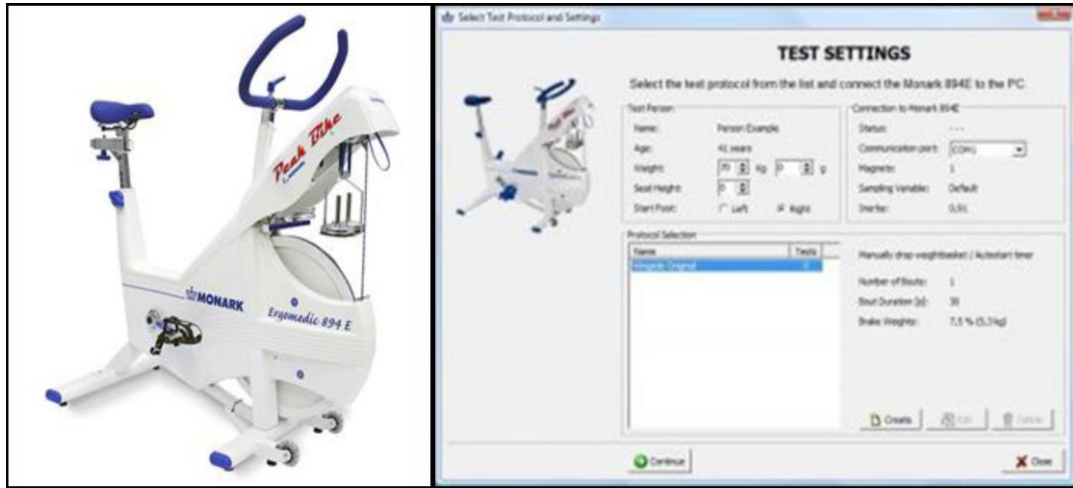 Peak Bike
MONARK
Ergomedic 894 E
Select Test Protocol and Settings
TEST SETTINGS
Select the test protocol from the list and connect the Monark 894E to the PC.
Test Person
Name: Person Example
Age: 41 years
Weight: 70 Kg 0 g
Seat Height: 0
Start Foot: Left Right
Connection to Monark 894E
Status: ---
Communication port: COM1
Magnets: 1
Sampling Variable: Default
Inertia: 0,91
Protocol Selection
Name Tests
Wingate Original
Manually drop weightbasket / Autostart timer
Number of Bouts: 1
Bout Duration [s]: 30
Brake Weights: 7,5 % (5,3kg)
Create Edit Delete
Continue
Close